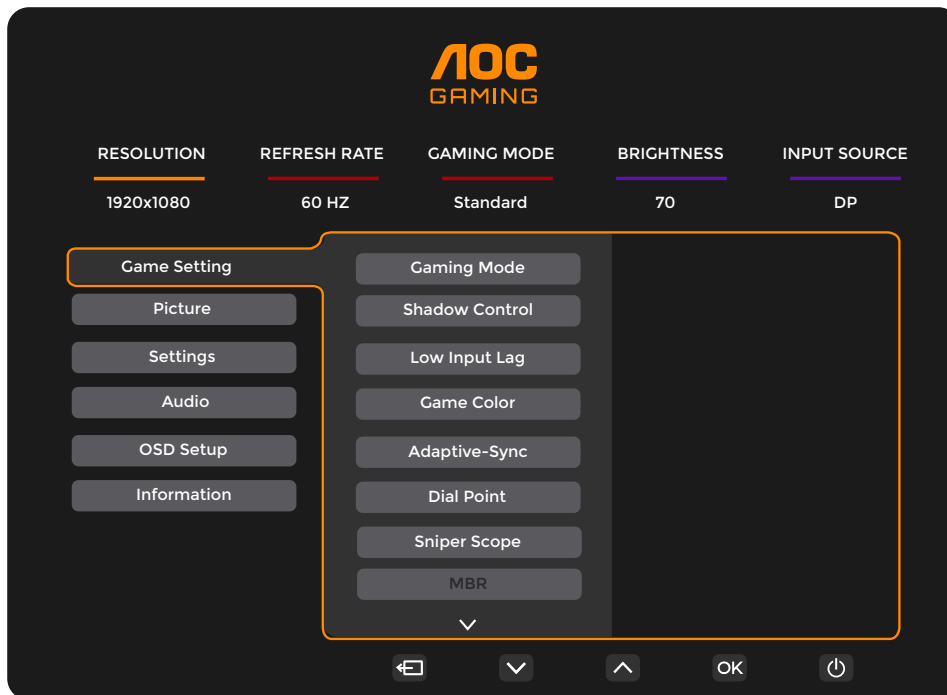 AOC
GAMING
RESOLUTION REFRESH RATE GAMING MODE BRIGHTNESS INPUT SOURCE
1920x1080 60 HZ Standard 70 DP
Game Setting
Picture
Settings
Audio
OSD Setup
Information
Gaming Mode
Shadow Control
Low Input Lag
Game Color
Adaptive-Sync
Dial Point
Sniper Scope
MBR
OK